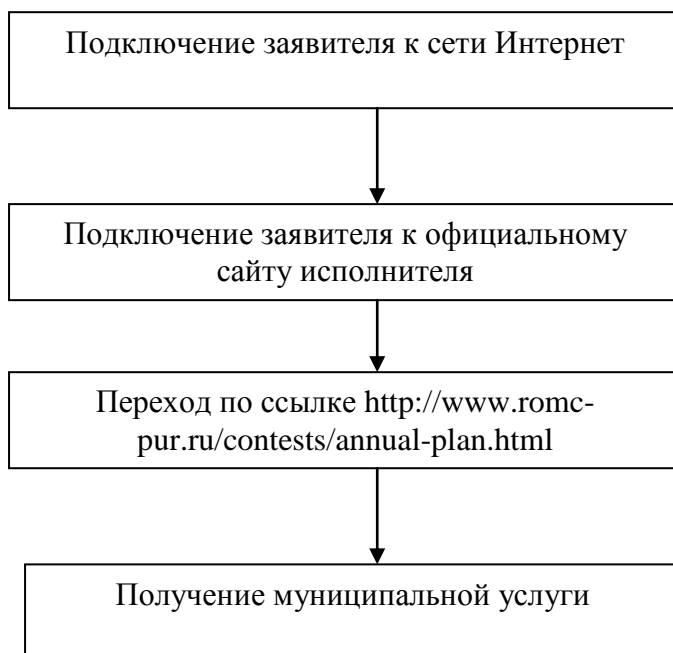 Подключение заявителя к сети Интернет
Подключение заявителя к официальному
сайту исполнителя
Переход по ссылке http://www.romc-
pur.ru/contests/annual-plan.html
Получение муниципальной услуги